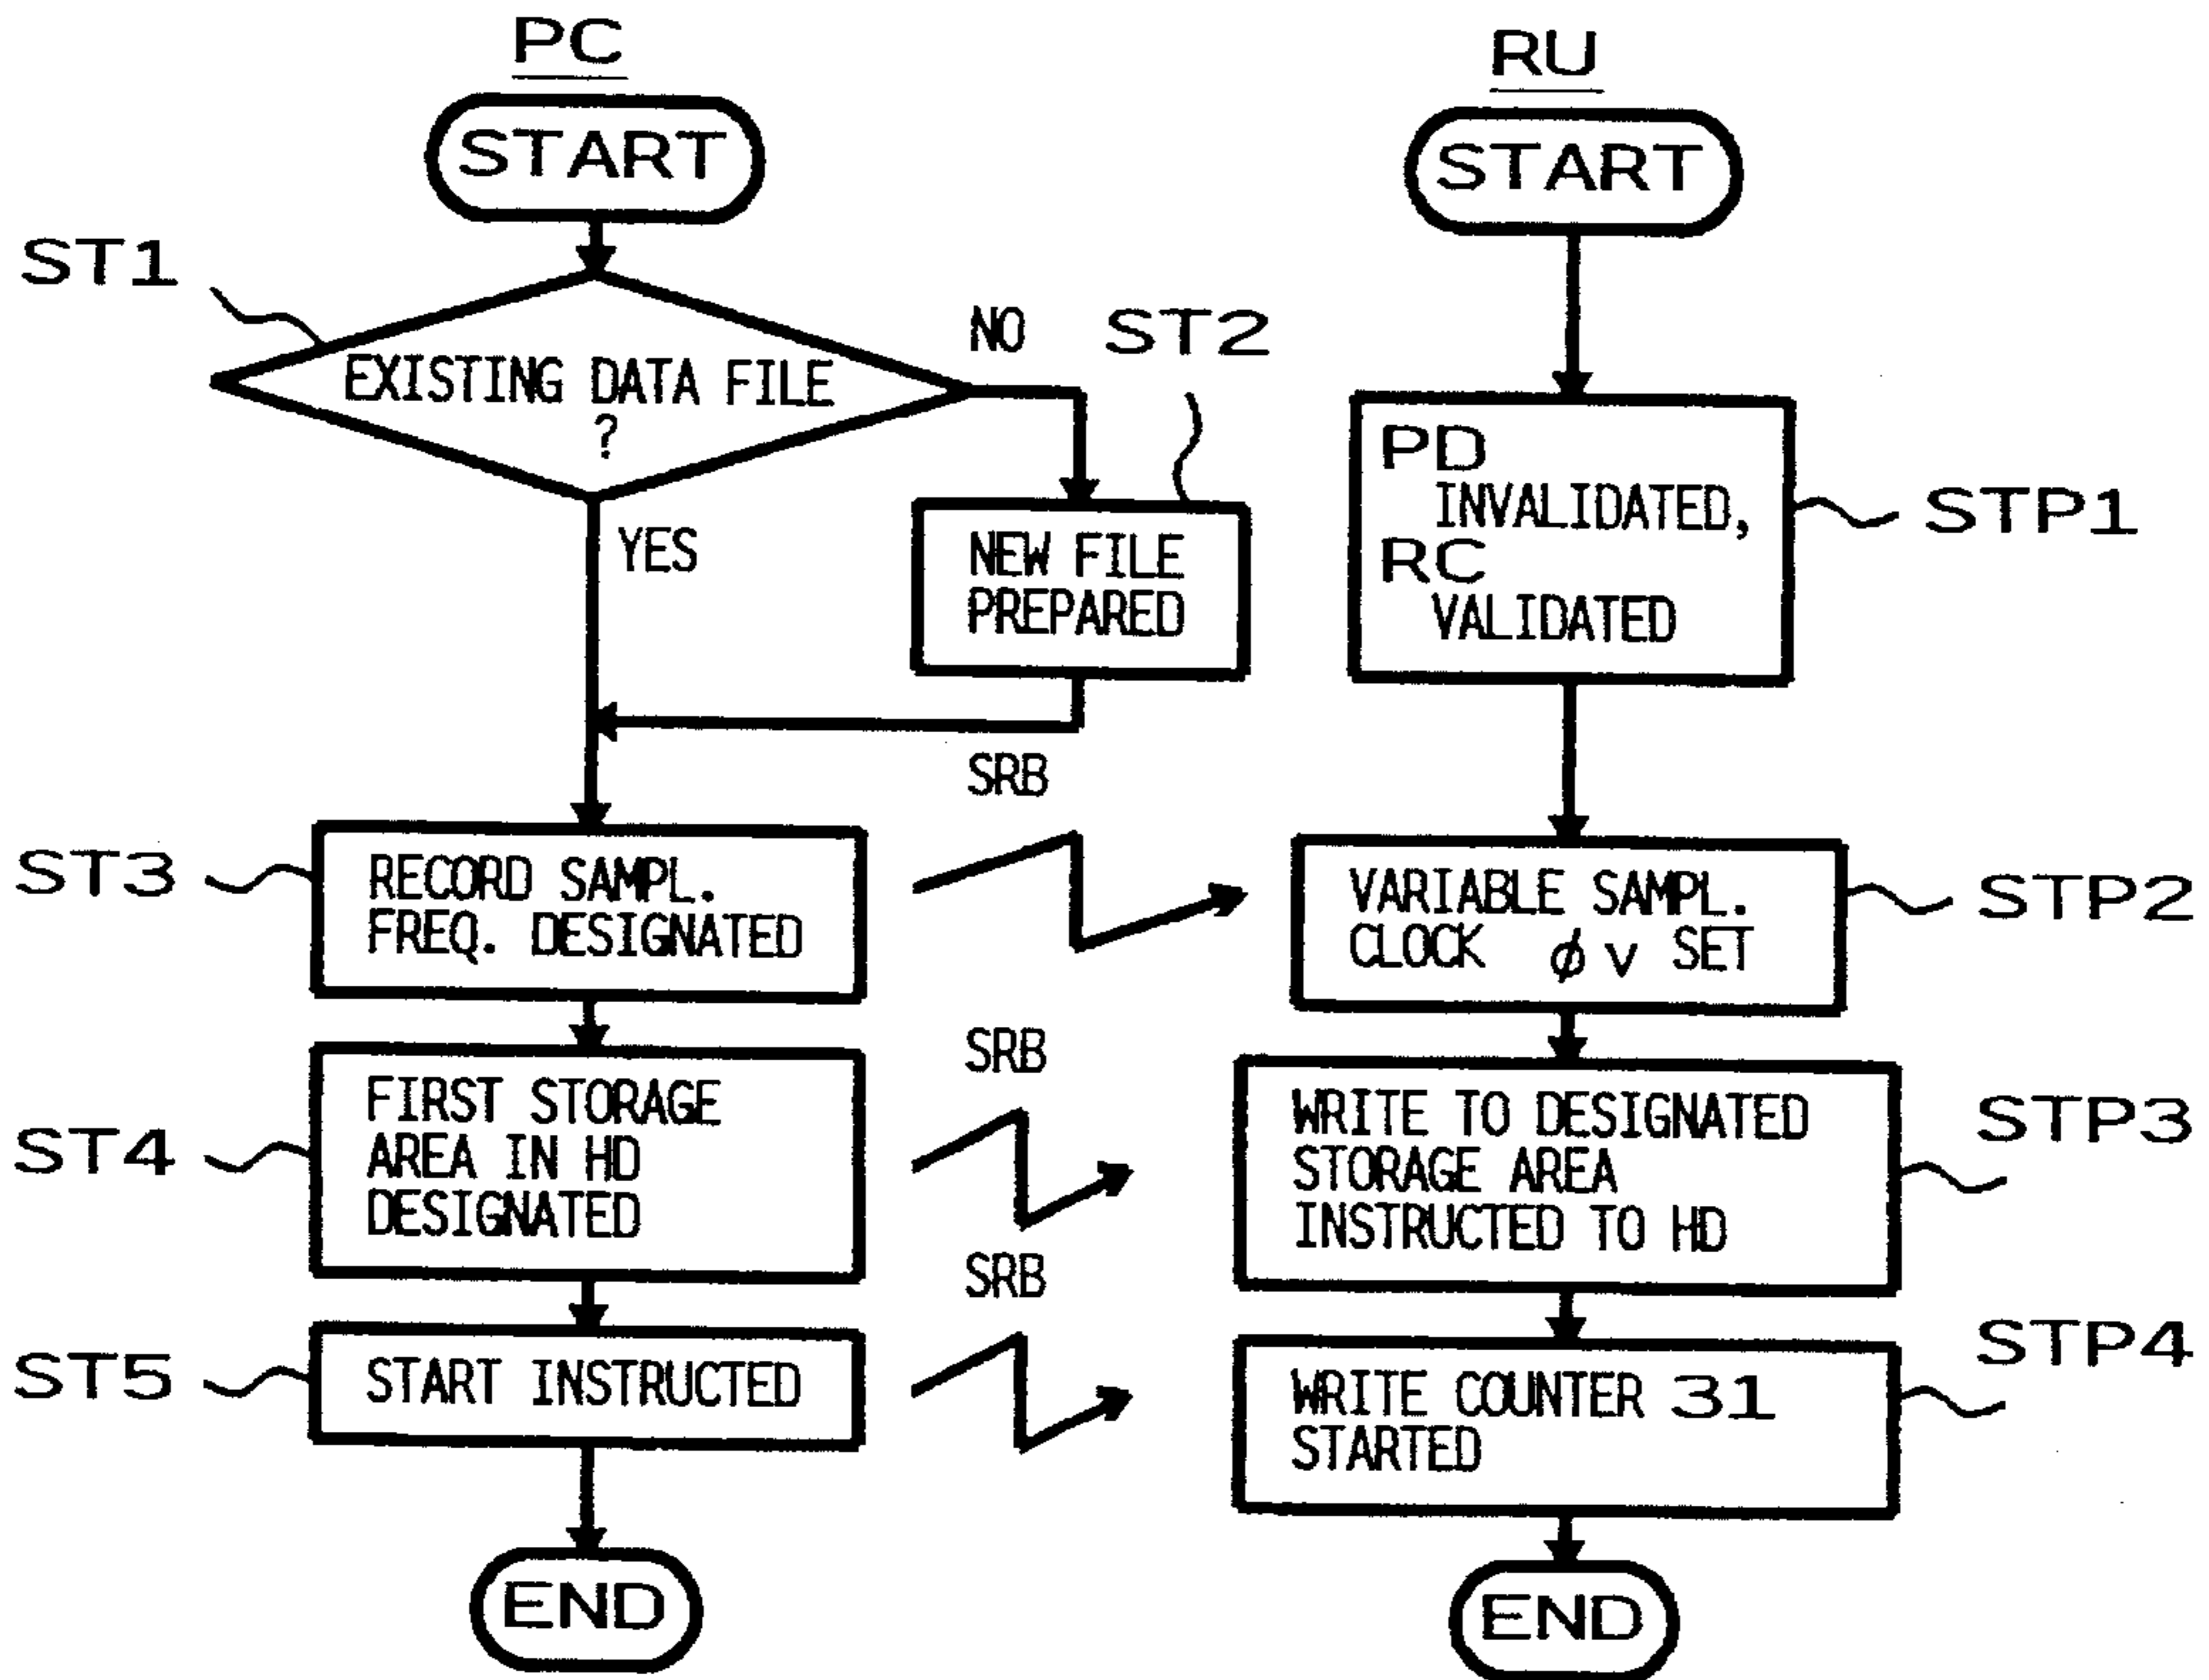 PC
START
ST1
EXISTING DATA FILE
?
NO
YES
ST2
NEW FILE
PREPARED
SRB
ST3
RECORD SAMPL.
FREQ. DESIGNATED
SRB
ST4
FIRST STORAGE
AREA IN HD
DESIGNATED
SRB
ST5
START INSTRUCTED
END
RU
START
PD
INVALIDATED,
RC
VALIDATED
STP1
VARIABLE SAMPL.
CLOCK ϕ v SET
STP2
WRITE TO DESIGNATED
STORAGE AREA
INSTRUCTED TO HD
STP3
WRITE COUNTER 31
STARTED
STP4
END